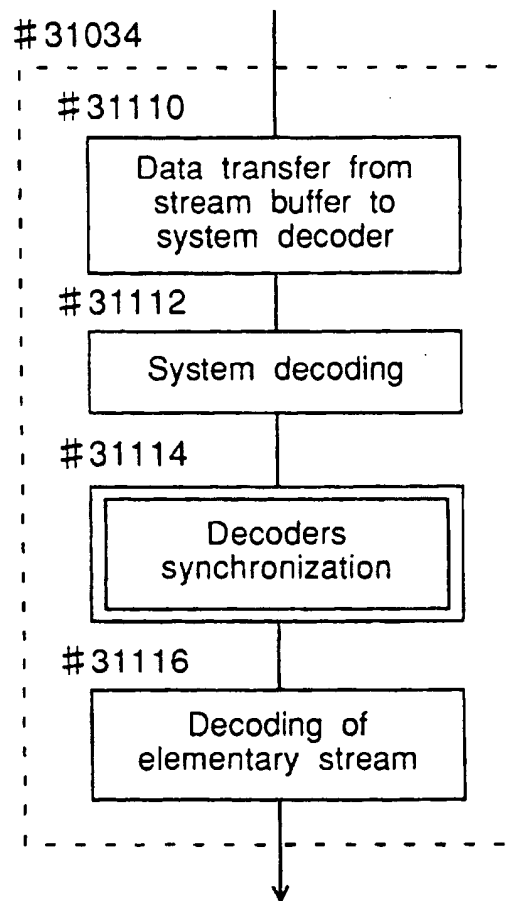 #31034
#31110
Data transfer from
stream buffer to
system decoder
#31112
System decoding
#31114
Decoders
synchronization
#31116
Decoding of
elementary stream